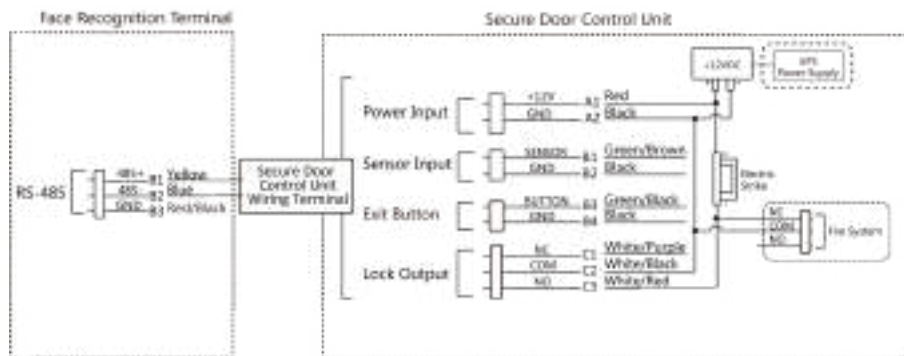 Face Recognition Terminal
Secure Door Control Unit
+12VDC
UPS
Power Supply
Power Input
+12V A1 Red
GND A2 Black
Sensor Input
SENSOR B1 Green/Brown
GND B2 Black
Electric
Strike
RS-485
485+ B1 Yellow
485- B2 Blue
GND B3 Red/Black
Secure Door
Control Unit
Wiring Terminal
Exit Button
BUTTON B3 Green/Black
GND B4 Black
NC
COM
NO
Fire System
Lock Output
NC C1 White/Purple
COM C2 White/Black
NO C3 White/Red